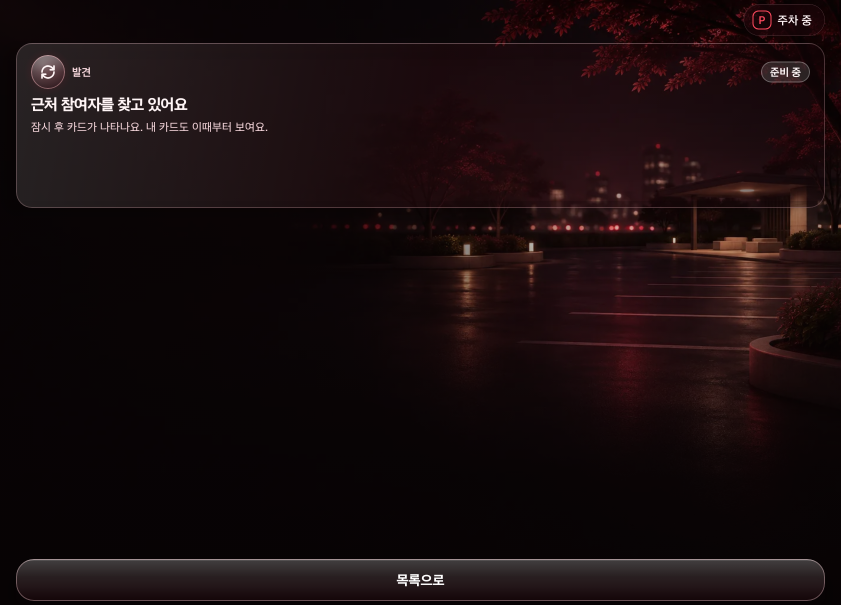 P 주차 중
발견
준비 중
근처 참여자를 찾고 있어요
잠시 후 카드가 나타나요. 내 카드도 이때부터 보여요.
목록으로